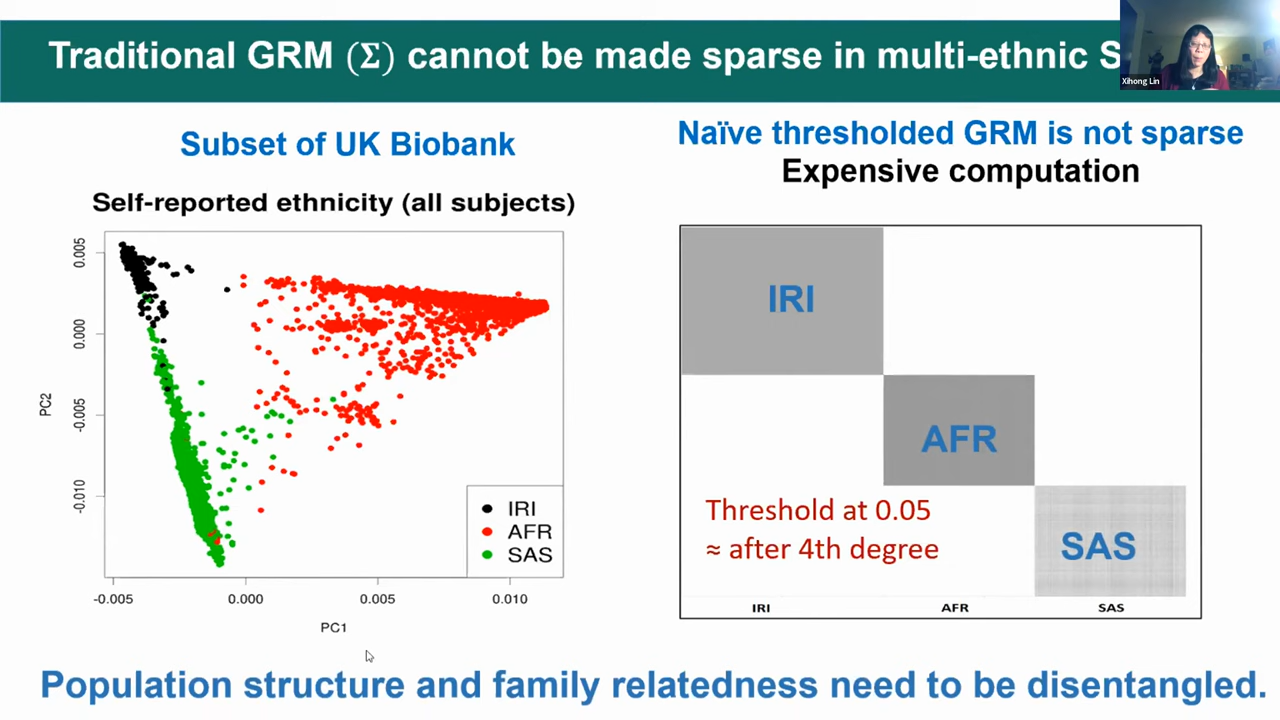 Traditional GRM (Σ) cannot be made sparse in multi-ethnic S
Xihong Lin
Subset of UK Biobank
Self-reported ethnicity (all subjects)
0.005
0.000
-0.005
-0.010
PC2
-0.005
0.000
0.005
0.010
PC1
IRI
AFR
SAS
Naïve thresholded GRM is not sparse
Expensive computation
IRI
AFR
SAS
Threshold at 0.05
≈ after 4th degree
IRI
AFR
SAS
Population structure and family relatedness need to be disentangled.